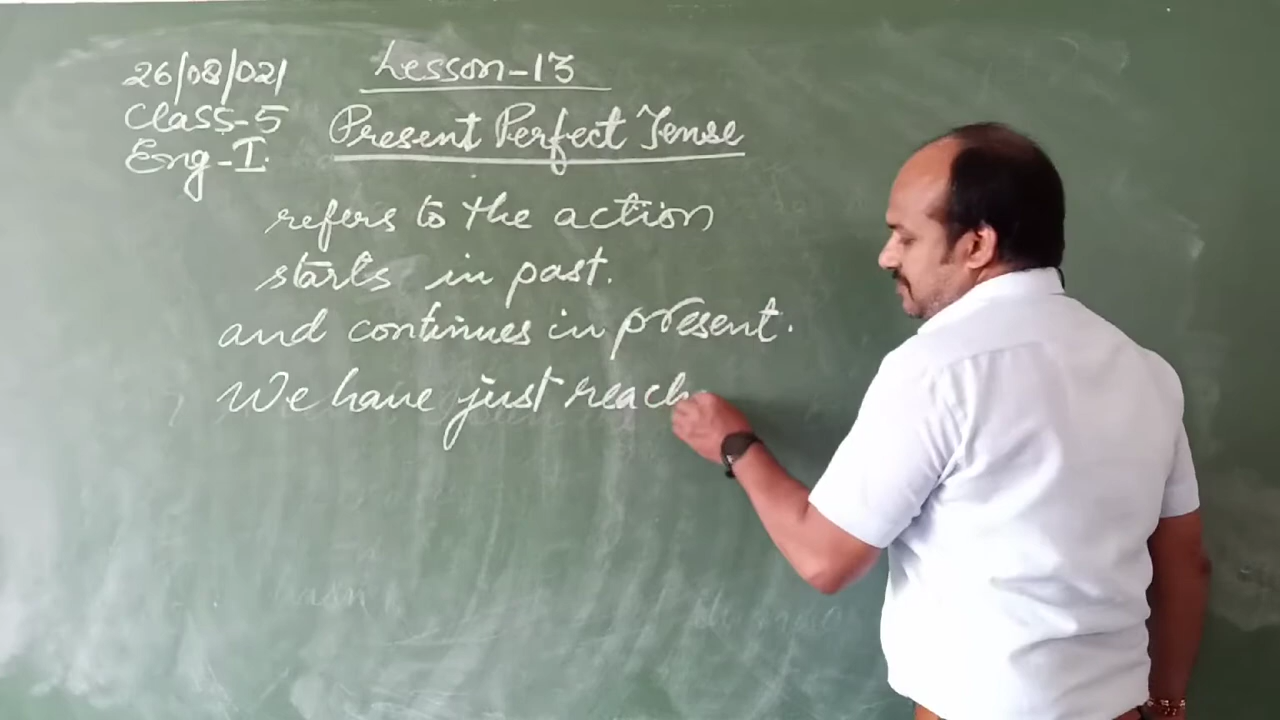 26/08/021
Lesson-13
Class-5
Eng-I.
Present Perfect Tense
refers to the action
starts in past.
and continues in present.
We have just reach